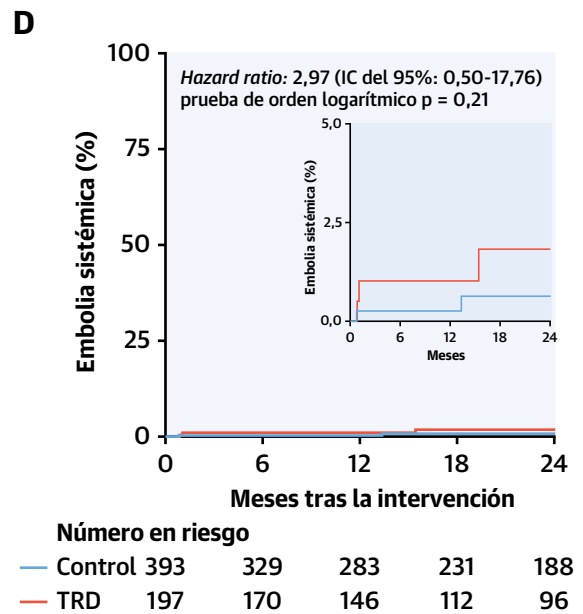 D
Hazard ratio: 2,97 (IC del 95%: 0,50-17,76)
prueba de orden logarítmico p = 0,21
Embolia sistémica (%)
100
75
50
25
0
0 6 12 18 24
Meses tras la intervención
Embolia sistémica (%)
5,0
2,5
0,0
0 6 12 18 24
Meses
Número en riesgo
Control 393 329 283 231 188
TRD 197 170 146 112 96